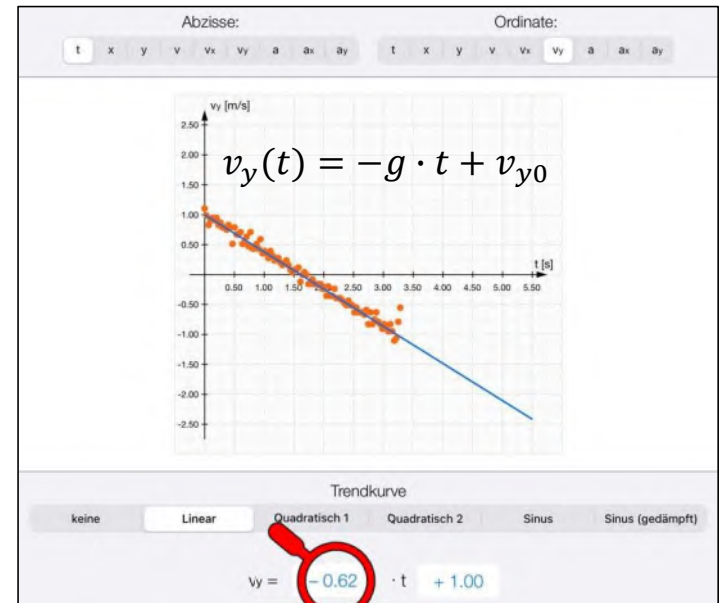 Abzisse: Ordinate:
t x y v vx vy a ax ay t x y v vx vy a ax ay
vy [m/s]
2.50
2.00
v_y(t) = −g · t + v_{y0}
1.50
1.00
0.50
t [s]
0.50 1.00 1.50 2.00 2.50 3.00 3.50 4.00 4.50 5.00 5.50
-0.50
-1.00
-1.50
-2.00
-2.50
Trendkurve
keine Linear Quadratisch 1 Quadratisch 2 Sinus Sinus (gedämpft)
vy = − 0.62 · t + 1.00